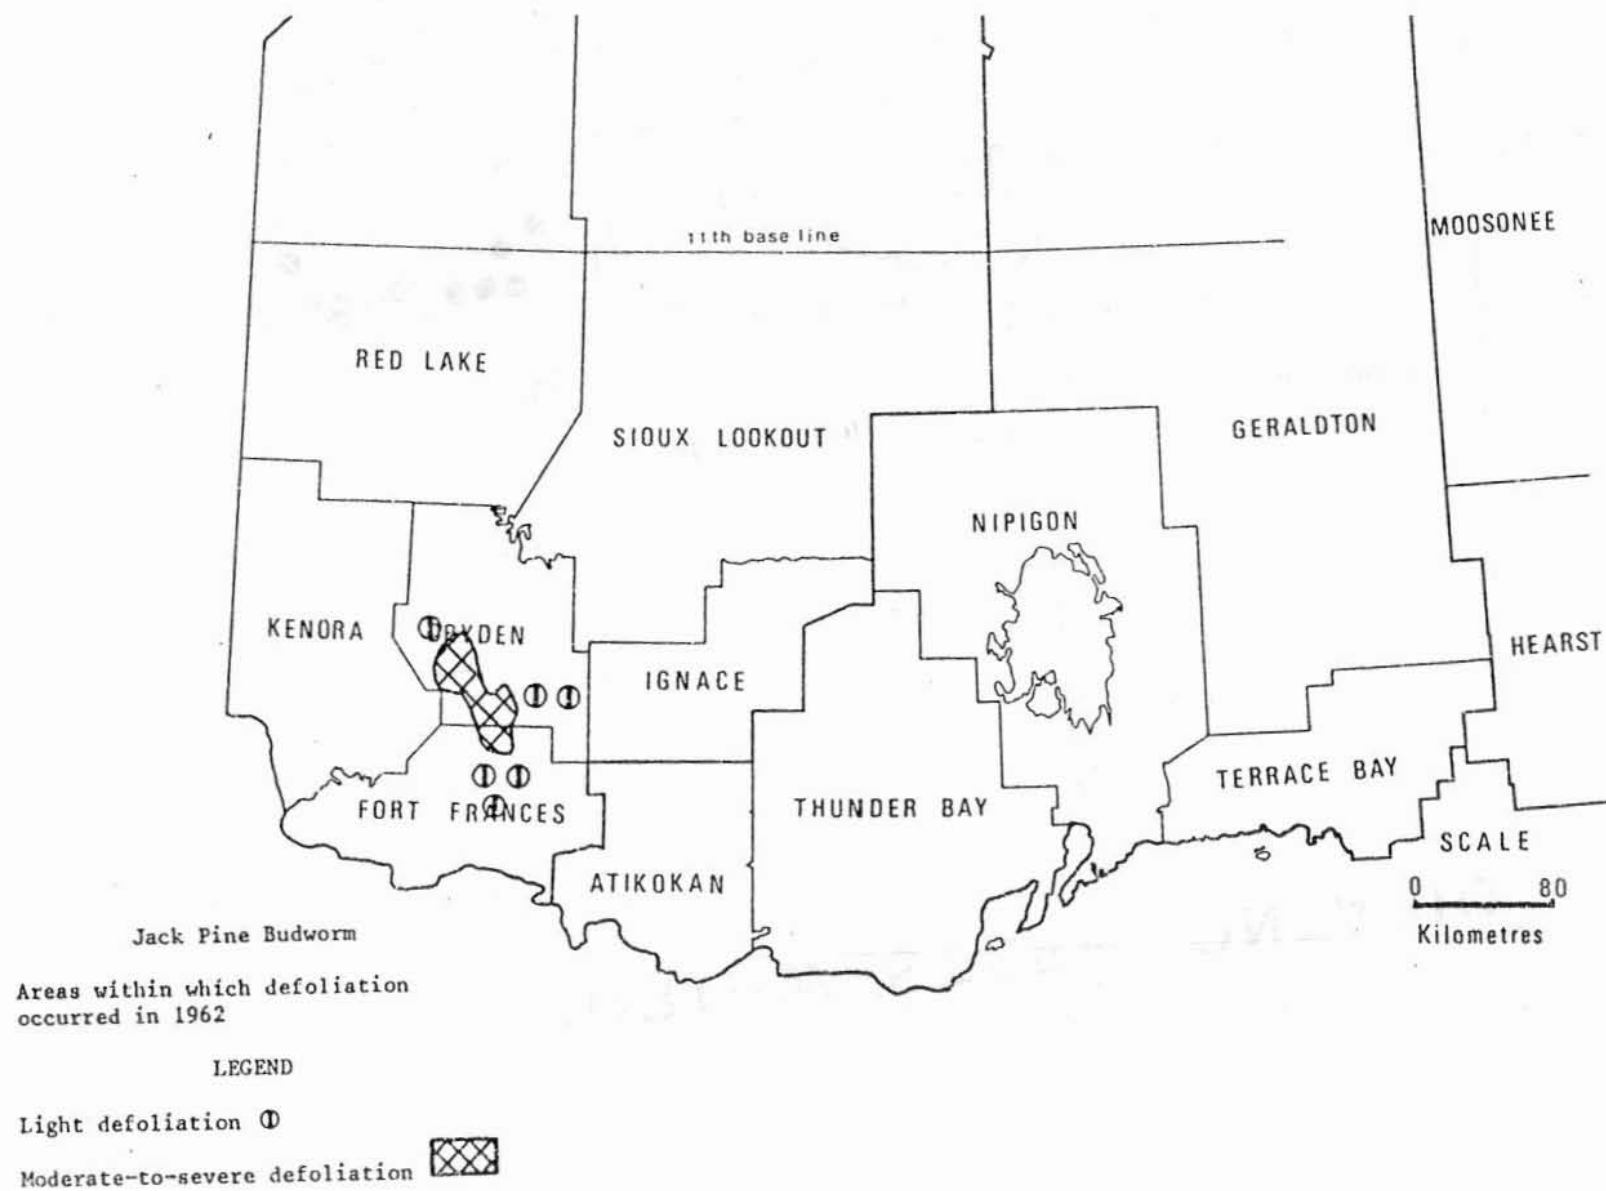 11th base line
MOOSONEE
RED LAKE
SIOUX LOOKOUT
GERALDTON
NIPIGON
KENORA
DRYDEN
HEARST
IGNACE
TERRACE BAY
FORT FRANCES
THUNDER BAY
SCALE
ATIKOKAN
0 80
Kilometres
Jack Pine Budworm
Areas within which defoliation
occurred in 1962
LEGEND
Light defoliation
Moderate-to-severe defoliation